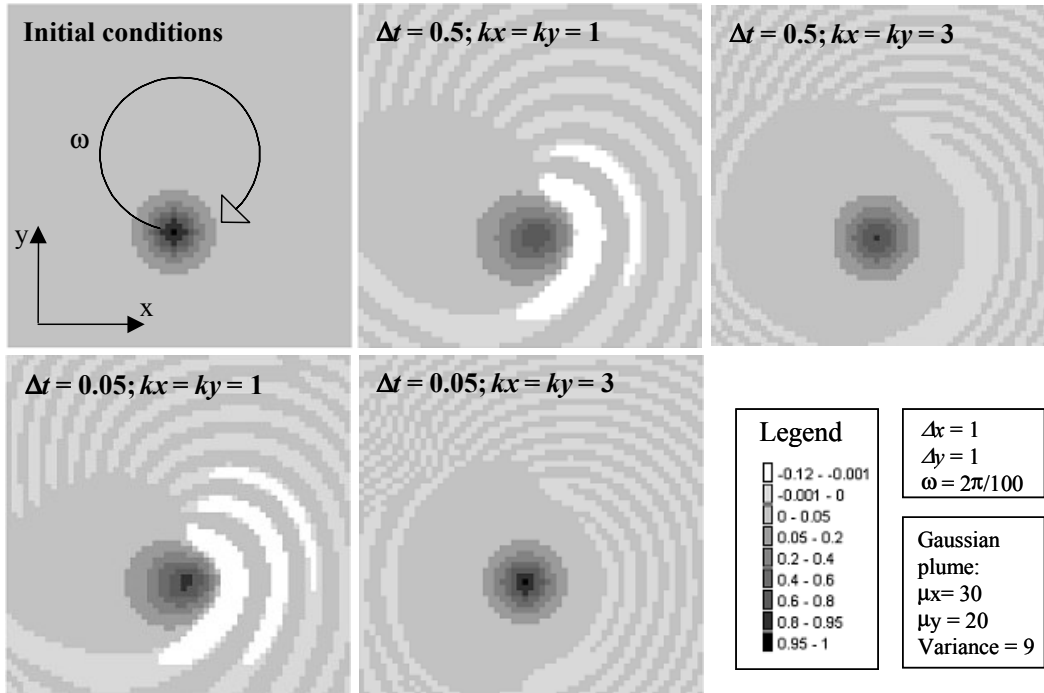 Initial conditions
ω
y
x
Δt = 0.5; kx = ky = 1
Δt = 0.5; kx = ky = 3
Δt = 0.05; kx = ky = 1
Δt = 0.05; kx = ky = 3
Legend
-0.12 - -0.001
-0.001 - 0
0 - 0.05
0.05 - 0.2
0.2 - 0.4
0.4 - 0.6
0.6 - 0.8
0.8 - 0.95
0.95 - 1
Δx = 1
Δy = 1
ω = 2π/100
Gaussian
plume:
μx= 30
μy = 20
Variance = 9